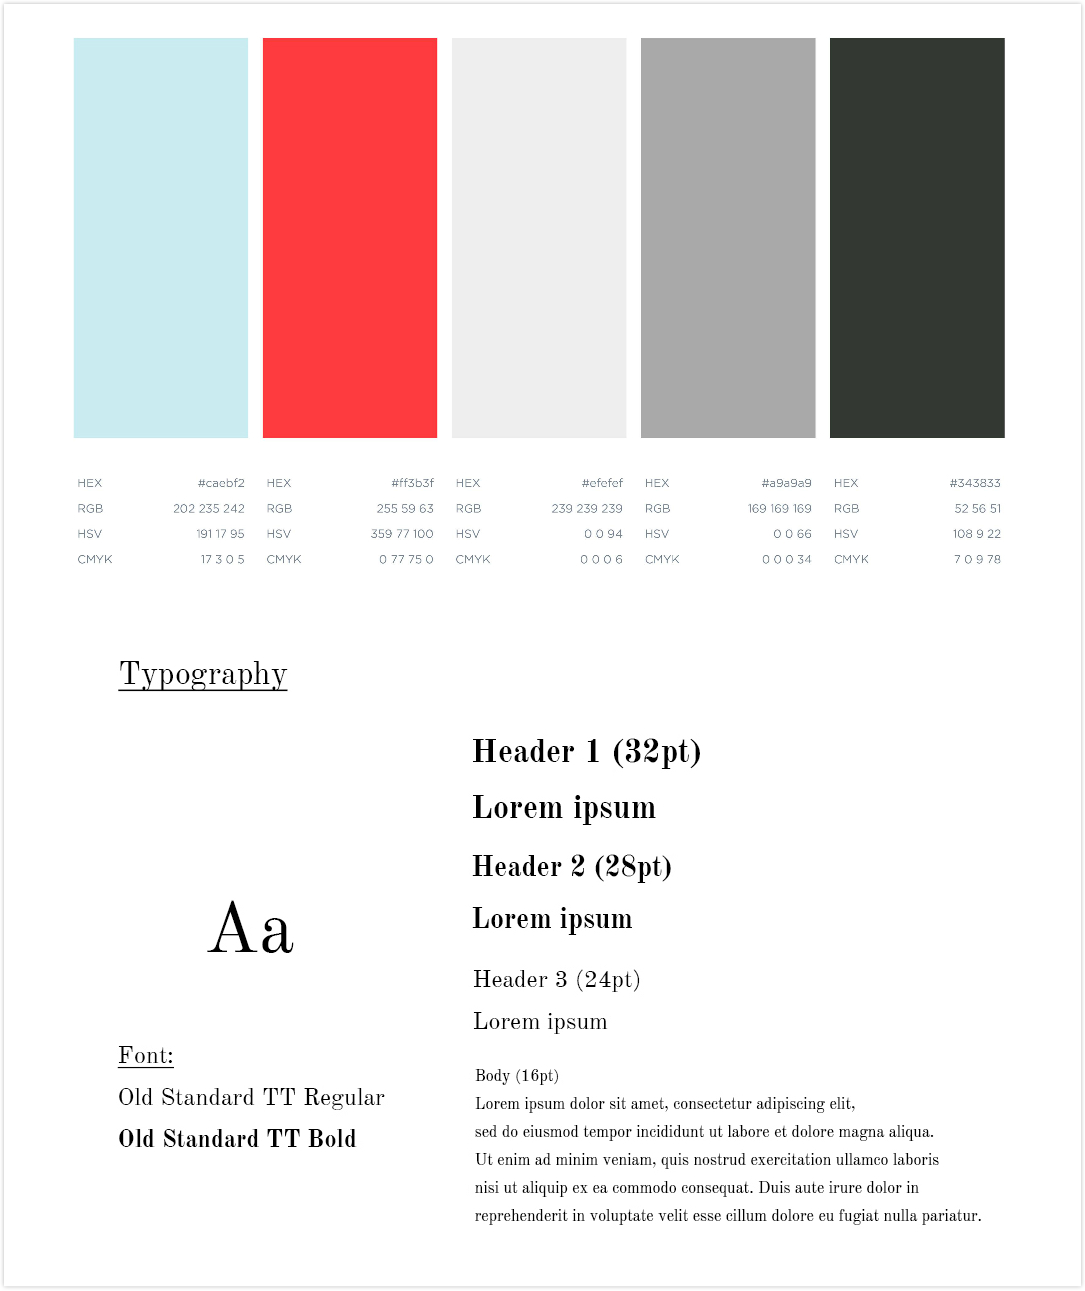 HEX #caebf2 HEX #ff3b3f HEX #efefef HEX #a9a9a9 HEX #343833
RGB 202 235 242 RGB 255 59 63 RGB 239 239 239 RGB 169 169 169 RGB 52 56 51
HSV 191 17 95 HSV 359 77 100 HSV 0 0 94 HSV 0 0 66 HSV 108 9 22
CMYK 17 3 0 5 CMYK 0 77 75 0 CMYK 0 0 0 6 CMYK 0 0 0 34 CMYK 7 0 9 78
Typography
Aa
Font:
Old Standard TT Regular
Old Standard TT Bold
Header 1 (32pt)
Lorem ipsum
Header 2 (28pt)
Lorem ipsum
Header 3 (24pt)
Lorem ipsum
Body (16pt)
Lorem ipsum dolor sit amet, consectetur adipiscing elit,
sed do eiusmod tempor incididunt ut labore et dolore magna aliqua.
Ut enim ad minim veniam, quis nostrud exercitation ullamco laboris
nisi ut aliquip ex ea commodo consequat. Duis aute irure dolor in
reprehenderit in voluptate velit esse cillum dolore eu fugiat nulla pariatur.